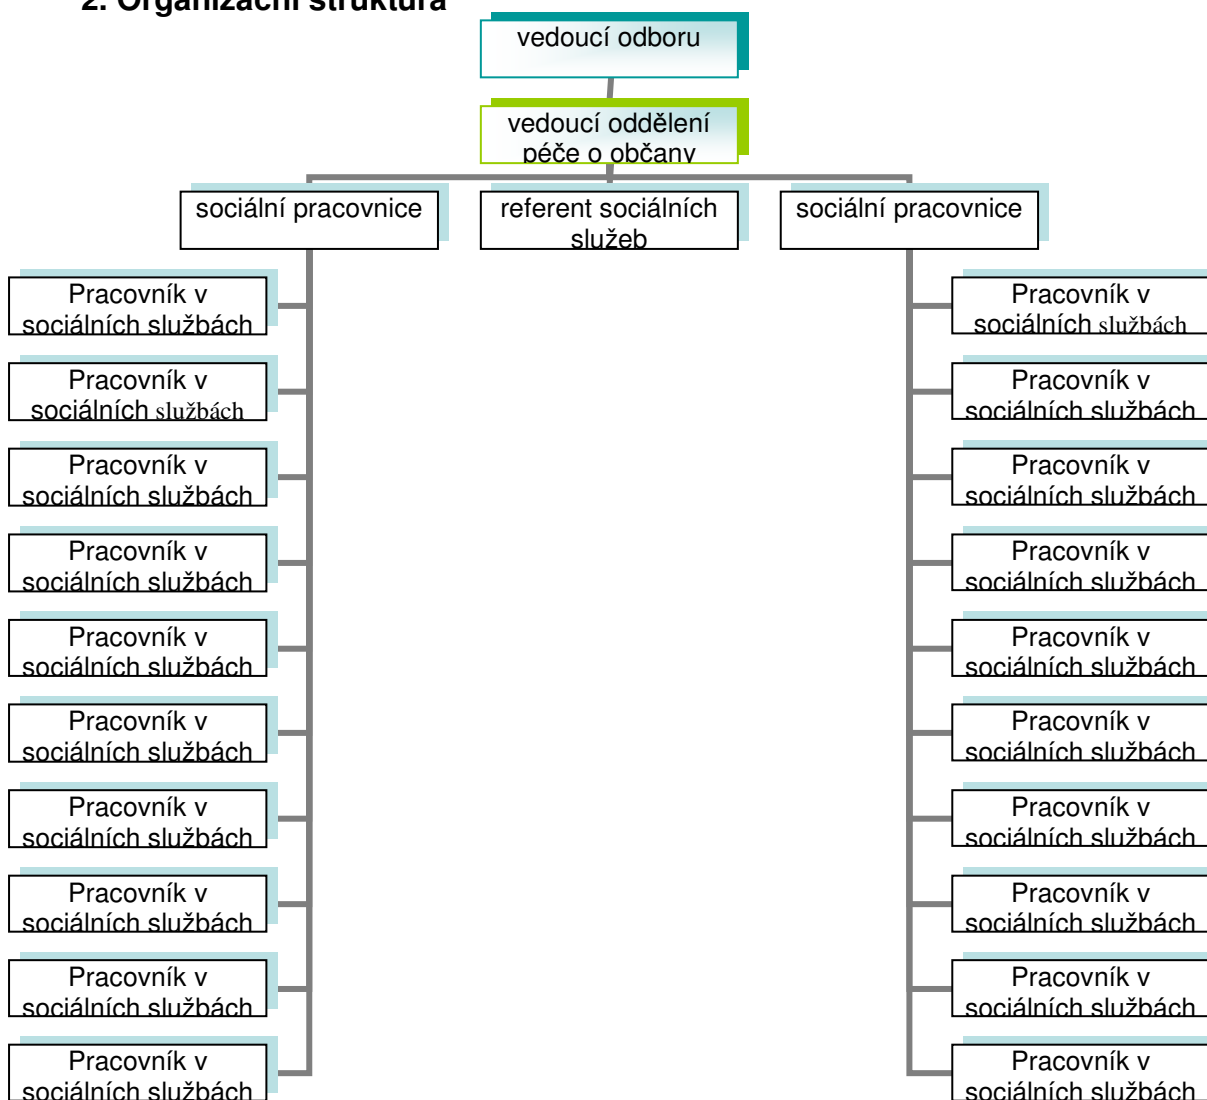 2. Organizační struktura
vedoucí odboru
vedoucí oddělení
péče o občany
sociální pracovnice
referent sociálních
služeb
sociální pracovnice
Pracovník v
sociálních službách
Pracovník v
sociálních službách
Pracovník v
sociálních službách
Pracovník v
sociálních službách
Pracovník v
sociálních službách
Pracovník v
sociálních službách
Pracovník v
sociálních službách
Pracovník v
sociálních službách
Pracovník v
sociálních službách
Pracovník v
sociálních službách
Pracovník v
sociálních službách
Pracovník v
sociálních službách
Pracovník v
sociálních službách
Pracovník v
sociálních službách
Pracovník v
sociálních službách
Pracovník v
sociálních službách
Pracovník v
sociálních službách
Pracovník v
sociálních službách
Pracovník v
sociálních službách
Pracovník v
sociálních službách